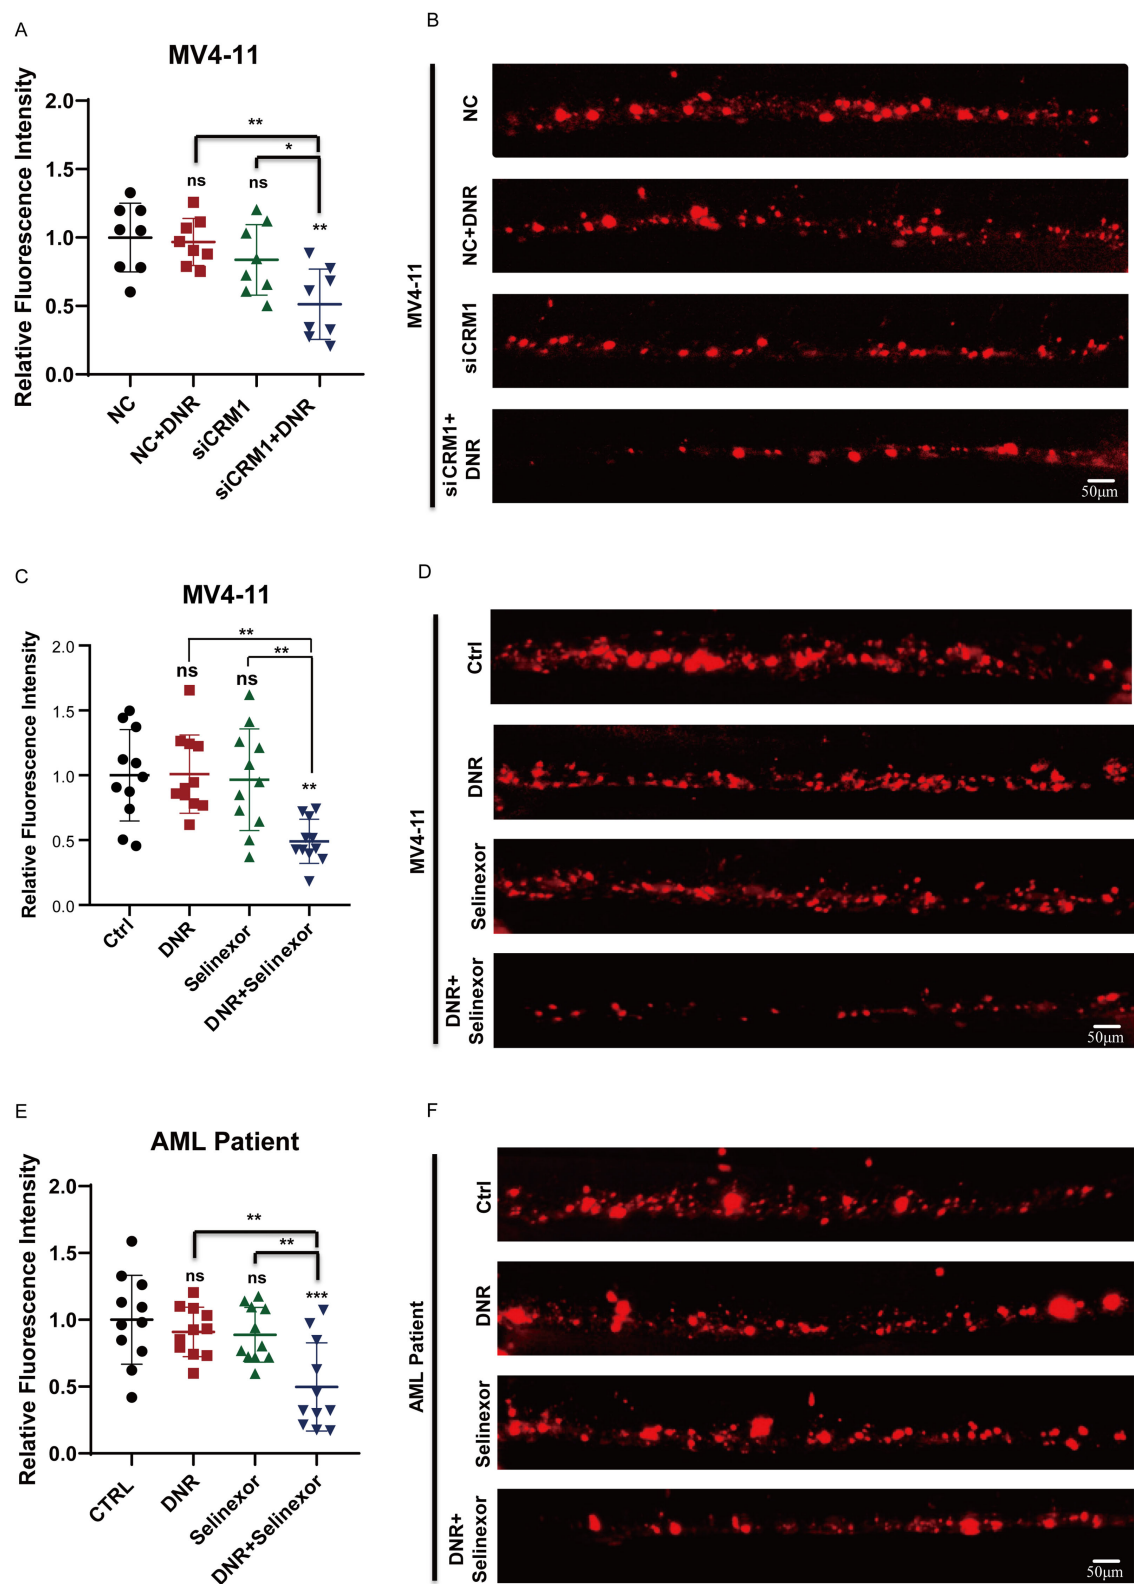 A
MV4-11
Relative Fluorescence Intensity
2.0
1.5
1.0
0.5
0.0
**
*
ns
ns
**
NC
NC+DNR
siCRM1
siCRM1+DNR
B
MV4-11
NC
NC+DNR
siCRM1
siCRM1+
DNR
50μm
C
MV4-11
Relative Fluorescence Intensity
2.0
1.5
1.0
0.5
0.0
**
**
ns
ns
**
Ctrl
DNR
Selinexor
DNR+Selinexor
D
MV4-11
Ctrl
DNR
Selinexor
DNR+
Selinexor
50μm
E
AML Patient
Relative Fluorescence Intensity
2.0
1.5
1.0
0.5
0.0
**
**
ns
ns
***
CTRL
DNR
Selinexor
DNR+Selinexor
F
AML Patient
Ctrl
DNR
Selinexor
DNR+
Selinexor
50μm